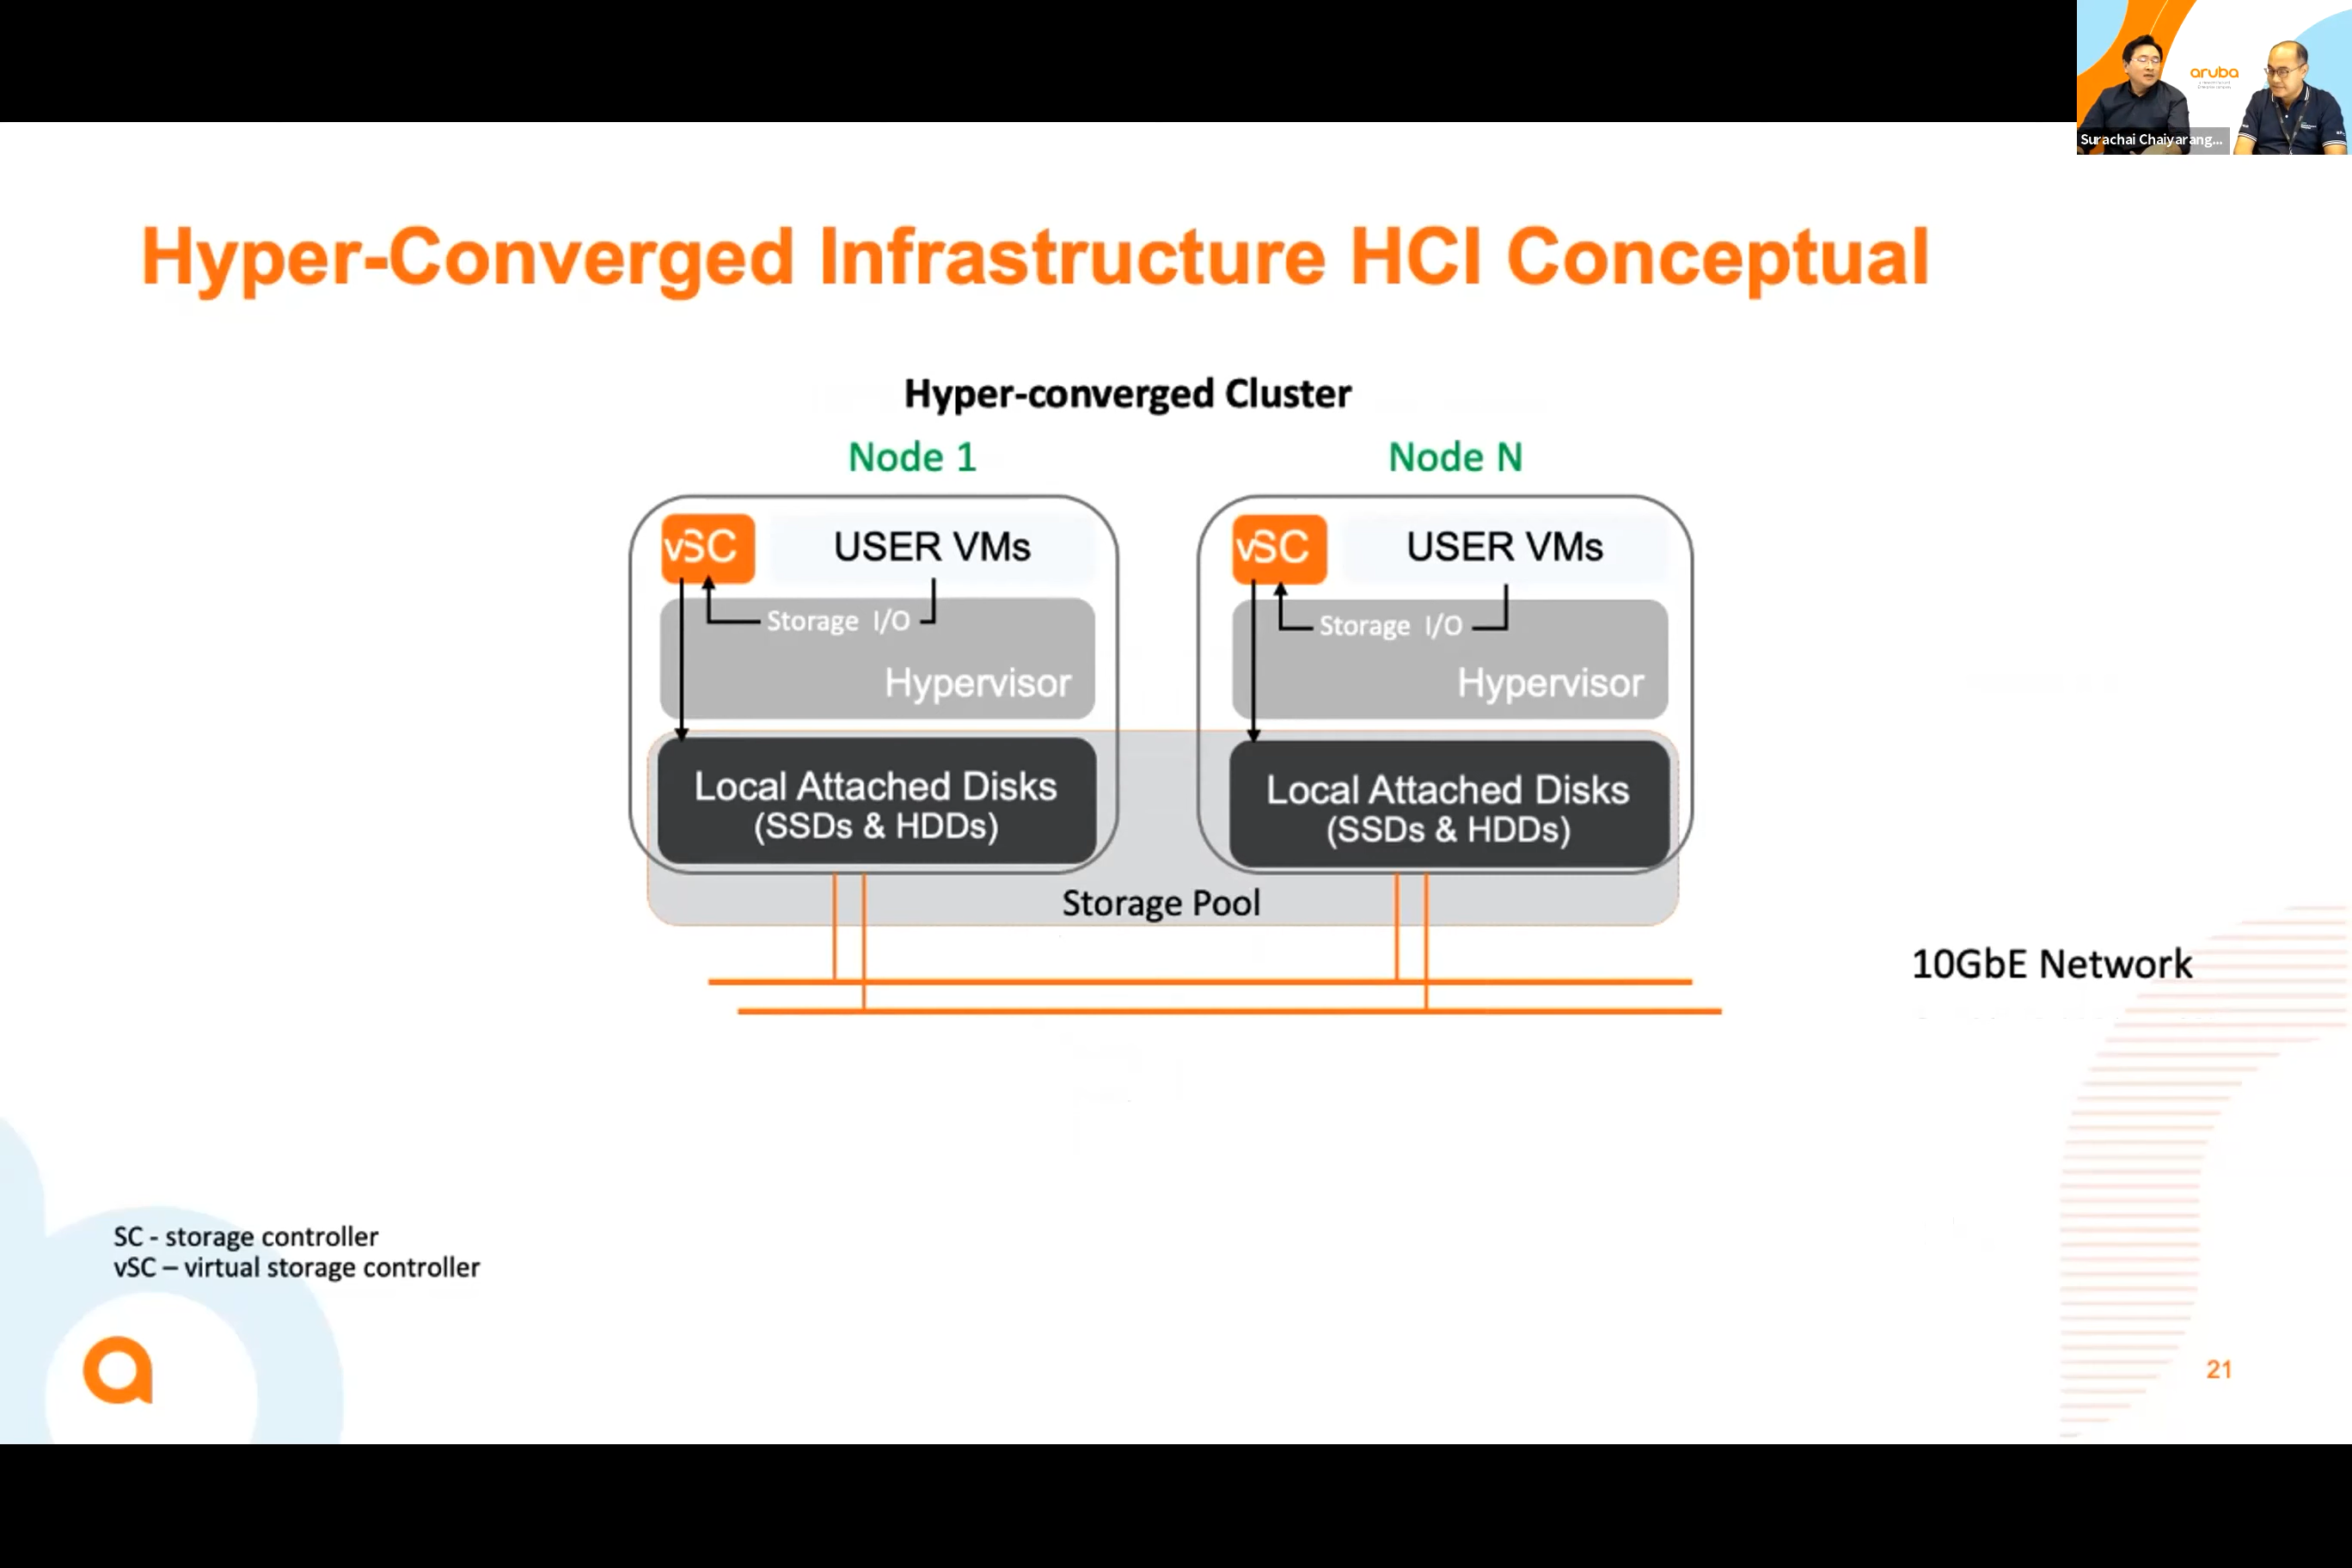 aruba
Surachai Chaiyarang...
Hyper-Converged Infrastructure HCI Conceptual
Hyper-converged Cluster
Node 1
Node N
vSC
USER VMs
vSC
USER VMs
Storage I/O
Storage I/O
Hypervisor
Hypervisor
Local Attached Disks
(SSDs & HDDs)
Local Attached Disks
(SSDs & HDDs)
Storage Pool
10GbE Network
SC - storage controller
vSC – virtual storage controller
21